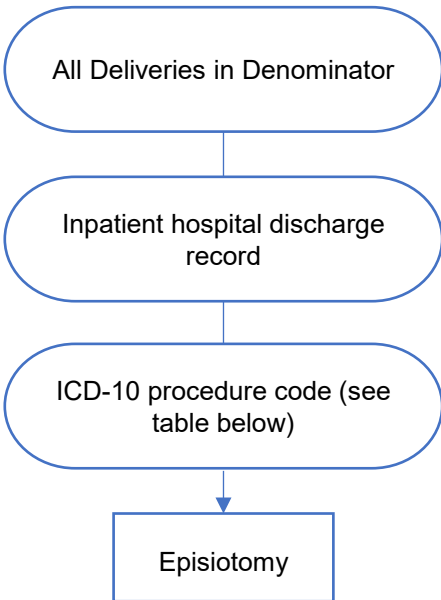 All Deliveries in Denominator
Inpatient hospital discharge
record
ICD-10 procedure code (see
table below)
Episiotomy